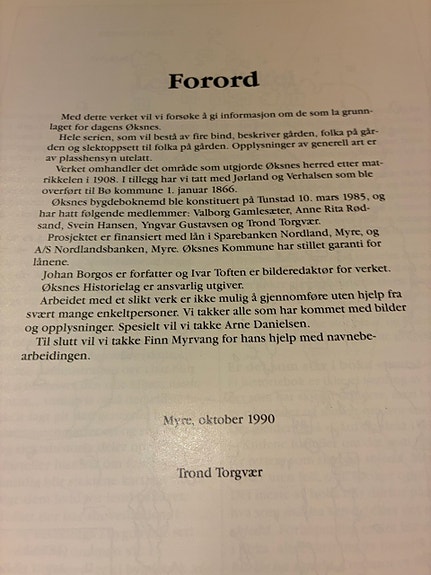 Forord
Med dette verket vil vi forsøke å gi informasjon om de som la grunn-
laget for dagens Øksnes.
Hele serien, som vil bestå av fire bind, beskriver gården, folka på går-
den og slektoppsett til folka på gården. Opplysninger av generell art er
av plasshensyn utelatt.
Verket omhandler det område som utgjorde Øksnes herred etter mat-
rikkelen i 1908. I tillegg har vi tatt med Jørland og Verhalsen som ble
overført til Bø kommune 1. januar 1866.
Øksnes bygdeboknemd ble konstituert på Tunstad 10. mars 1985, og
har hatt følgende medlemmer: Valborg Gamlesæter, Anne Rita Rød-
sand, Svein Hansen, Yngvar Gustavsen og Trond Torgvær.
Prosjektet er finansiert med lån i Sparebanken Nordland, Myre, og
A/S Nordlandsbanken, Myre. Øksnes Kommune har stillet garanti for
lånene.
Johan Borgos er forfatter og Ivar Toften er bilderedaktør for verket.
Øksnes Historielag er ansvarlig utgiver.
Arbeidet med et slikt verk er ikke mulig å gjennomføre uten hjelp fra
svært mange enkeltpersoner. Vi takker alle som har kommet med bilder
og opplysninger. Spesielt vil vi takke Arne Danielsen.
Til slutt vil vi takke Finn Myrvang for hans hjelp med navnebe-
arbeidingen.
Myre, oktober 1990
Trond Torgvær